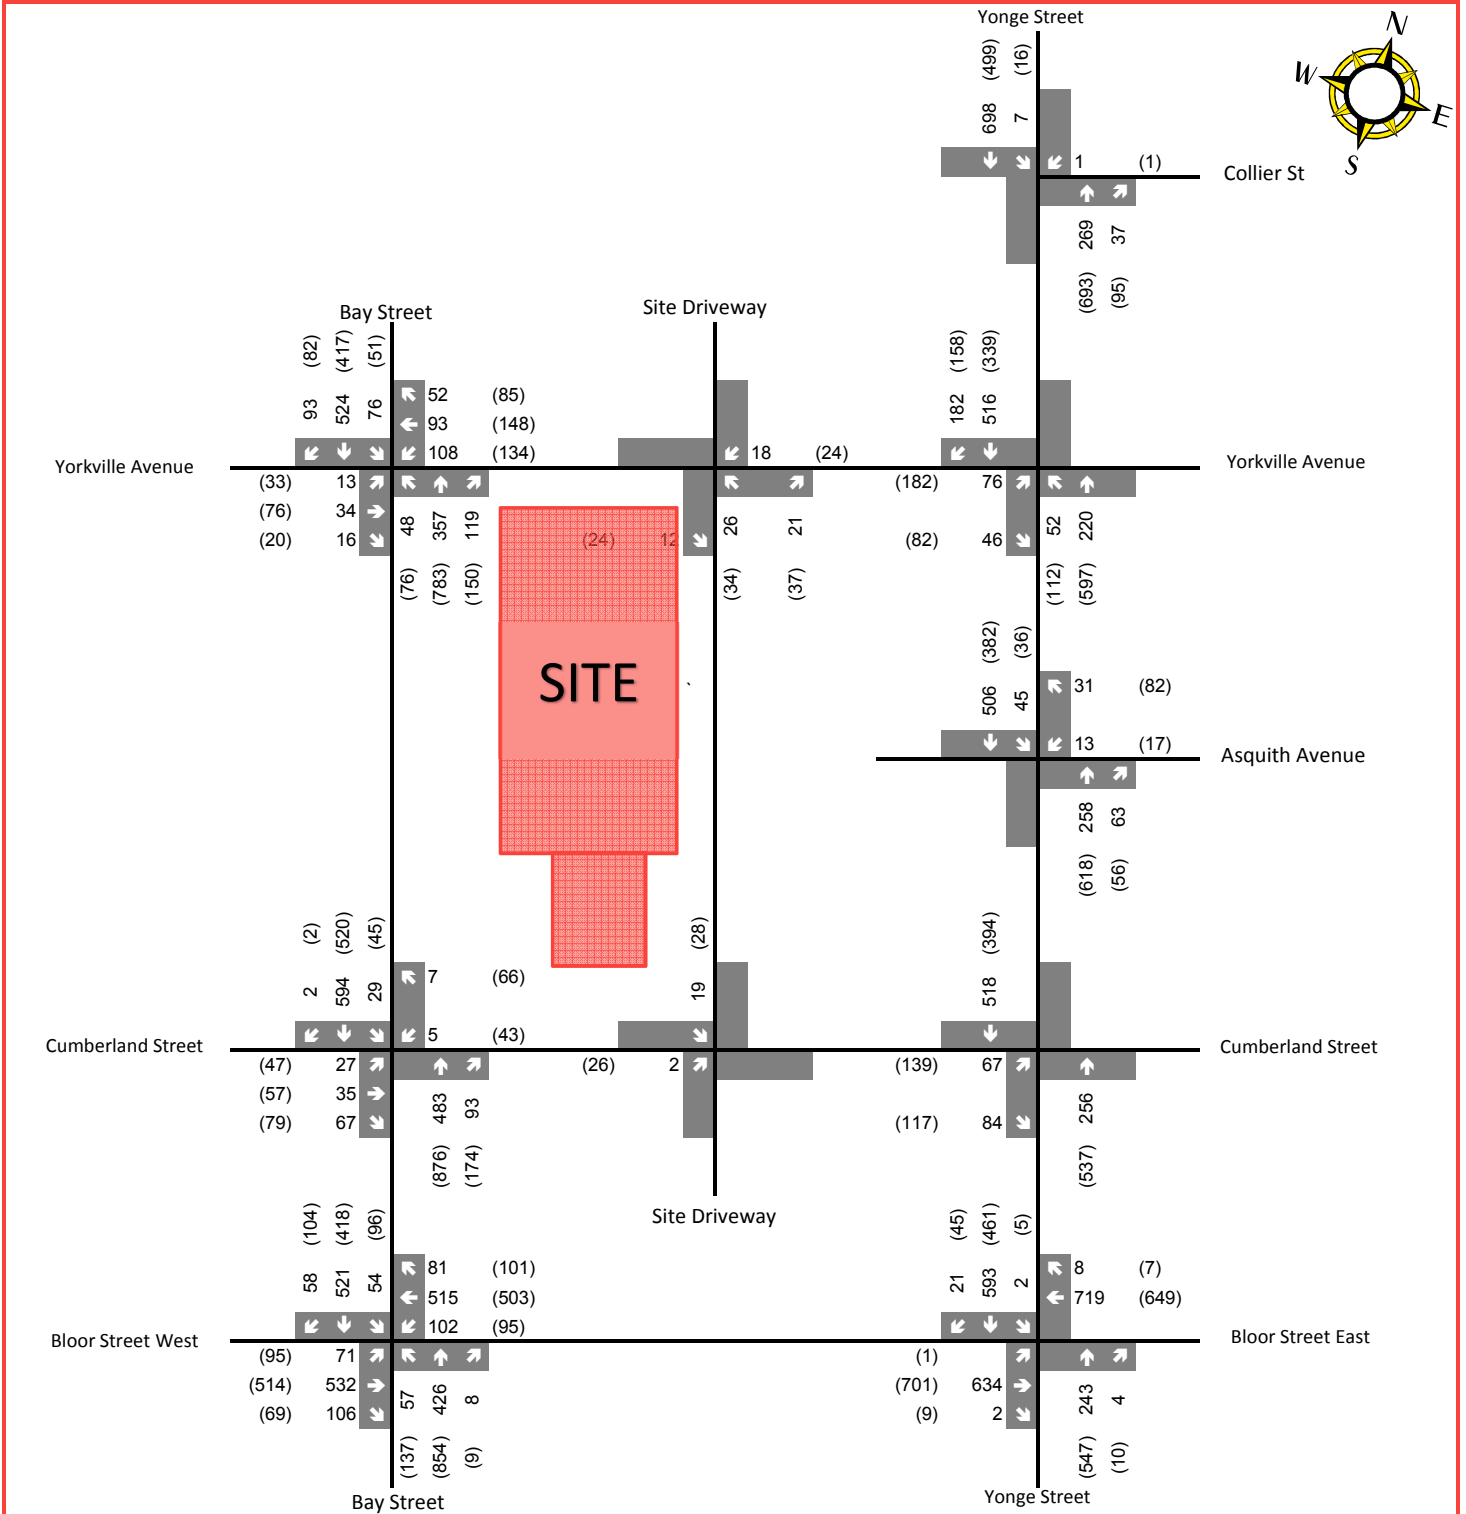 Yonge Street
N
W
E
S
(499) (16)
698 7
1 (1)
Collier St
269 37
(693) (95)
Bay Street
Site Driveway
(82) (417) (51)
(158) (339)
93 524 76
52 (85)
93 (148)
108 (134)
18 (24)
182 516
Yorkville Avenue
Yorkville Avenue
(33) 13
(76) 34
(20) 16
48 357 119
(76) (783) (150)
(24) 12
26 21
(34) (37)
(182) 76
(82) 46
52 220
(112) (597)
SITE
(382) (36)
506 45
31 (82)
13 (17)
Asquith Avenue
258 63
(618) (56)
(2) (520) (45)
2 594 29
7 (66)
5 (43)
(28)
19
(394)
518
Cumberland Street
Cumberland Street
(47) 27
(57) 35
(79) 67
483 93
(876) (174)
(26) 2
(139) 67
(117) 84
256
(537)
Site Driveway
(104) (418) (96)
58 521 54
81 (101)
515 (503)
102 (95)
(45) (461) (5)
21 593 2
8 (7)
719 (649)
Bloor Street West
Bloor Street East
(95) 71
(514) 532
(69) 106
57 426 8
(137) (854) (9)
(1)
(701) 634
(9) 2
243 4
(547) (10)
Bay Street
Yonge Street